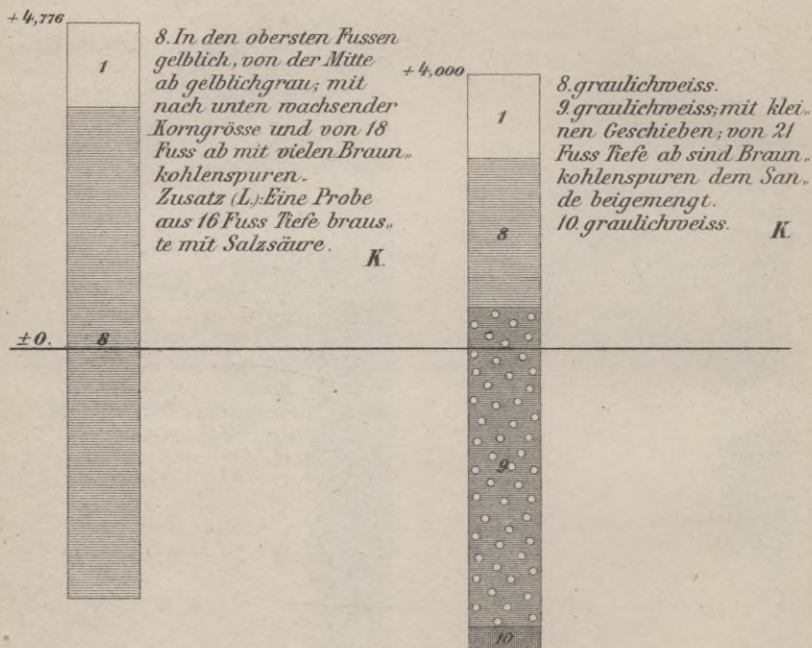 +4,776
1
8. In den obersten Fussen
gelblich, von der Mitte
ab gelblichgrau; mit
nach unten wachsender
Korngrösse und von 18
Fuss ab mit vielen Braun„
kohlenspuren.
Zusatz (L.): Eine Probe
aus 16 Fuss Tiefe braus„
te mit Salzsäure.
K.
±0.
8
+4,000
1
8
9
10
8. graulichweiss.
9. graulichweiss; mit klei„
nen Geschieben; von 21
Fuss Tiefe ab sind Braun„
kohlenspuren dem San„
de beigemengt.
10. graulichweiss.
K.